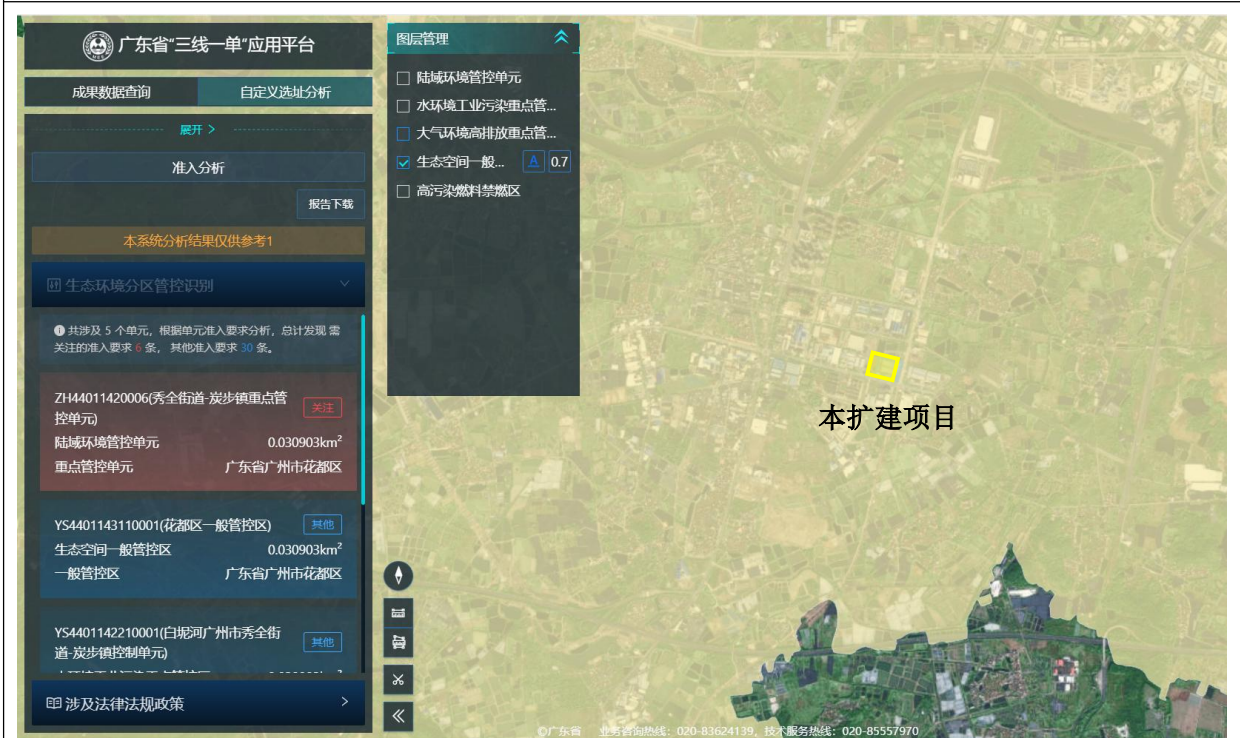 广东省“三线一单”应用平台
成果数据查询
自定义选址分析
展开 >
准入分析
报告下载
本系统分析结果仅供参考1
生态环境分区管控识别
共涉及 5 个单元，根据单元准入要求分析，总计发现 需
关注的准入要求 6 条，其他准入要求 30 条。
ZH44011420006(秀全街道-炭步镇重点管
控单元)
关注
陆域环境管控单元 0.030903km²
重点管控单元 广东省广州市花都区
YS4401143110001(花都区一般管控区)
其他
生态空间一般管控区 0.030903km²
一般管控区 广东省广州市花都区
YS4401142210001(白坭河广州市秀全街
道-炭步镇控制单元)
其他
涉及法律法规政策 >
图层管理
陆域环境管控单元
水环境工业污染重点管...
大气环境高排放重点管...
生态空间一般... A 0.7
高污染燃料禁燃区
本扩建项目
©广东省 业务咨询热线：020-83624139，技术服务热线：020-85557970